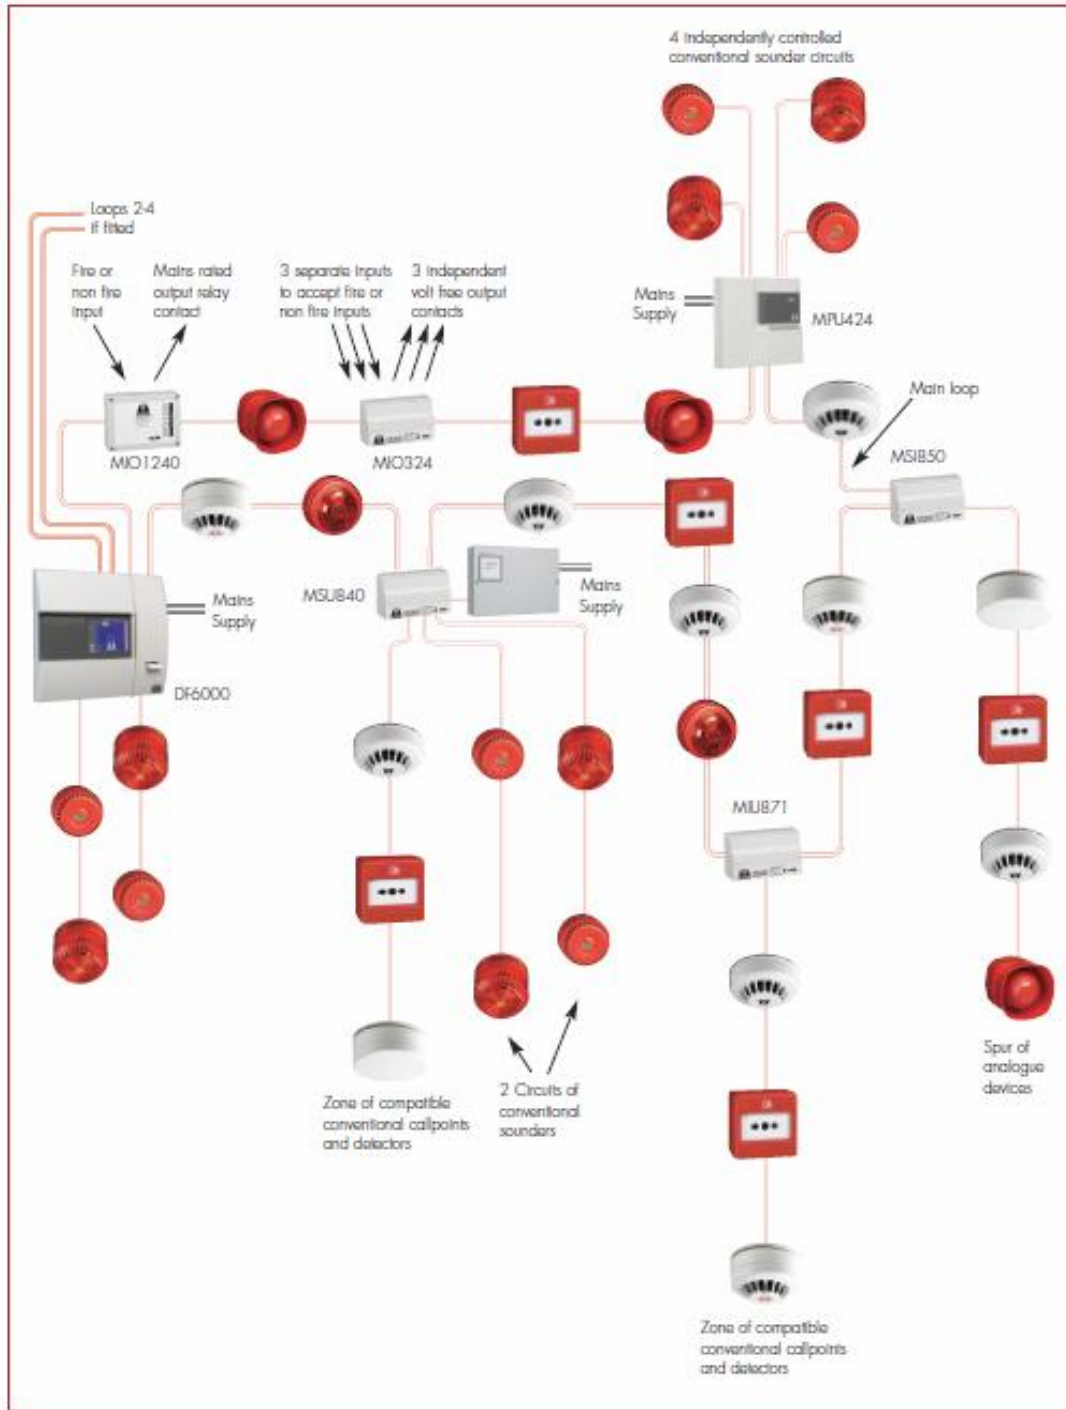 4 independently controlled
conventional sounder circuits
Loops 2-4
if fitted
Fire or
non fire
input
Mains rated
output relay
contact
3 separate inputs
to accept fire or
non fire inputs
3 independent
volt free output
contacts
Mains
Supply
MPU424
Main loop
MIO1240
MIO324
MSI850
MSU840
Mains
Supply
Mains
Supply
DF6000
MIU871
Zone of compatible
conventional callpoints
and detectors
2 Circuits of
conventional
sounders
Spur of
analogue
devices
Zone of compatible
conventional callpoints
and detectors